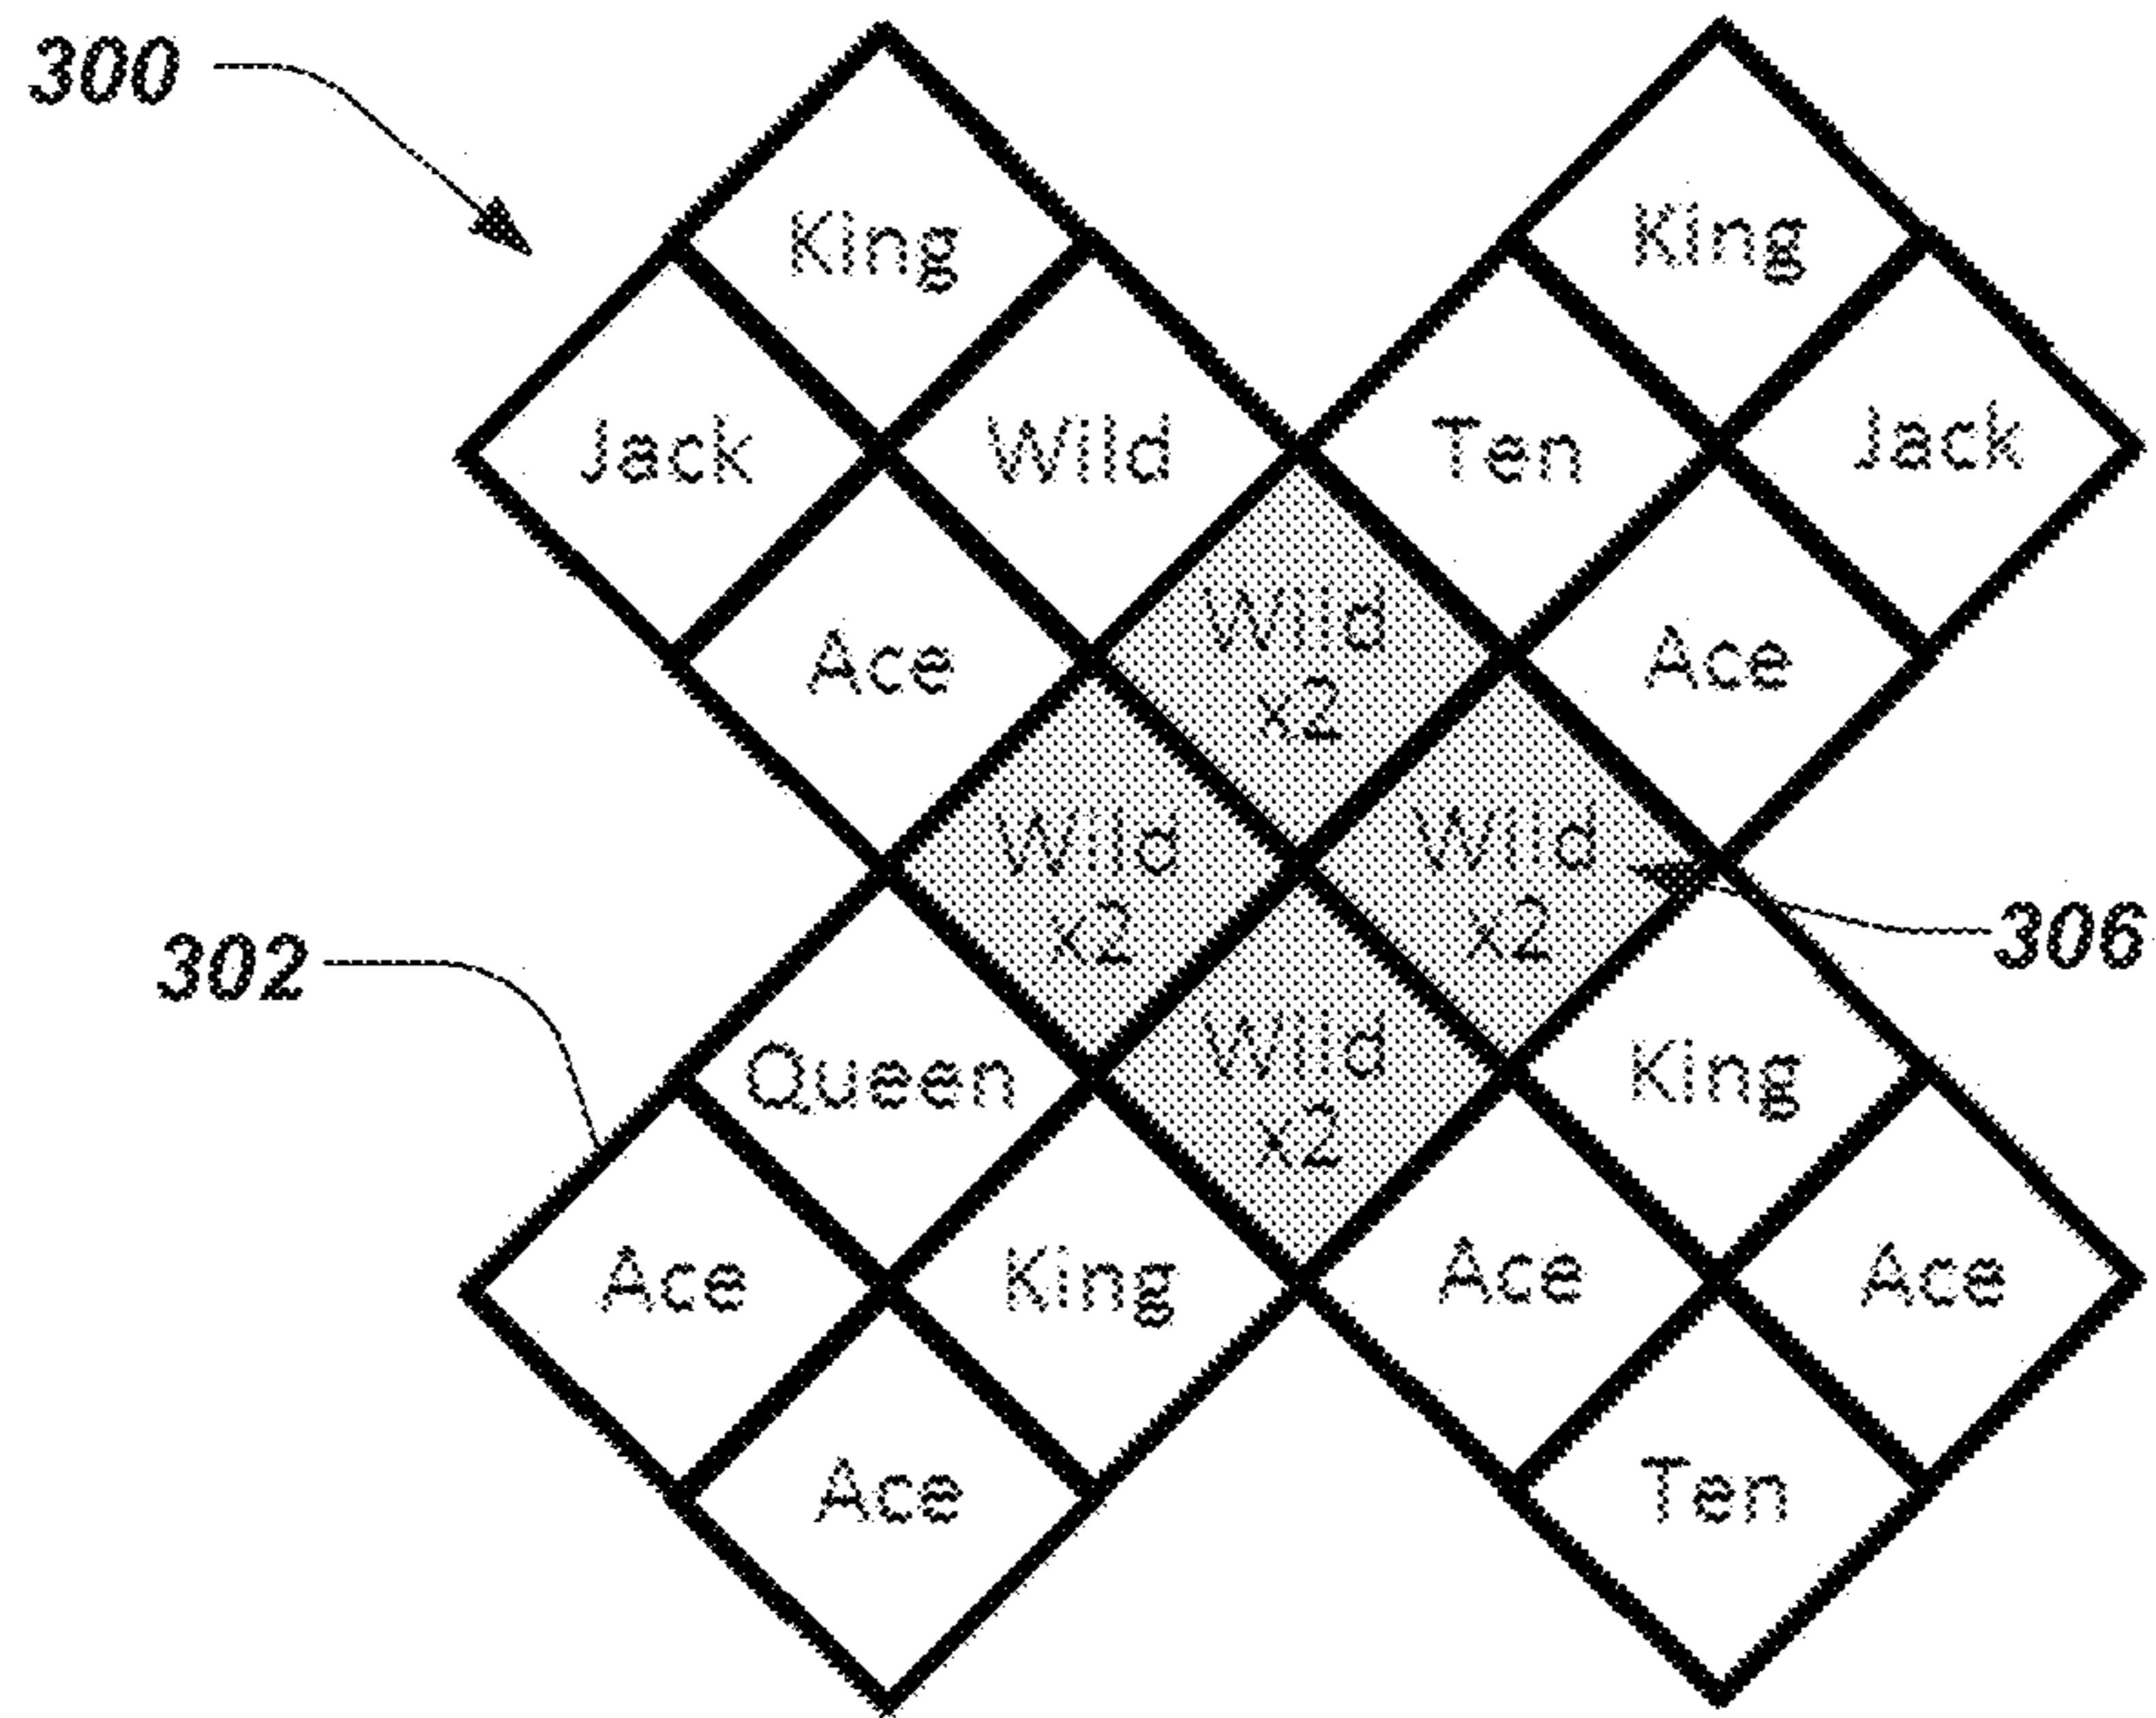 300
King
King
Jack
Wild
Ten
Jack
Wild
x2
Ace
Ace
Wild
x2
Wild
x2
306
302
Wild
x2
Queen
King
Ace
King
Ace
Ace
Ace
Ten